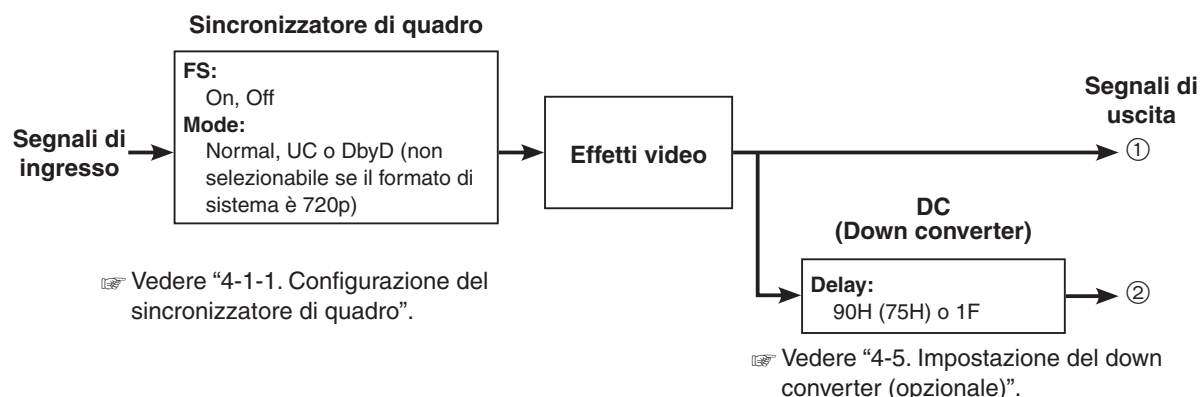 Sincronizzatore di quadro
FS:
On, Off
Mode:
Normal, UC o DbyD (non
selezionabile se il formato di
sistema è 720p)
Segnali di
ingresso
Effetti video
Segnali di
uscita
①
DC
(Down converter)
Delay:
90H (75H) o 1F
②
☞ Vedere “4-1-1. Configurazione del
sincronizzatore di quadro”.
☞ Vedere “4-5. Impostazione del down
converter (opzionale)”.